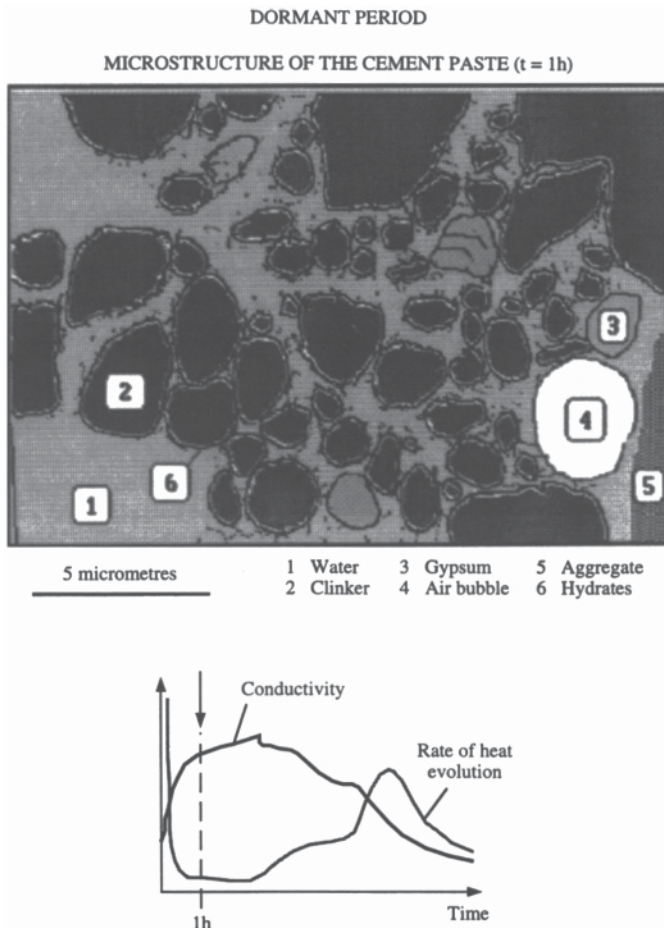 DORMANT PERIOD
MICROSTRUCTURE OF THE CEMENT PASTE (t = 1h)
3
2
4
6
1
5
5 micrometres
1 Water 3 Gypsum 5 Aggregate
2 Clinker 4 Air bubble 6 Hydrates
Conductivity
Rate of heat
evolution
1h
Time